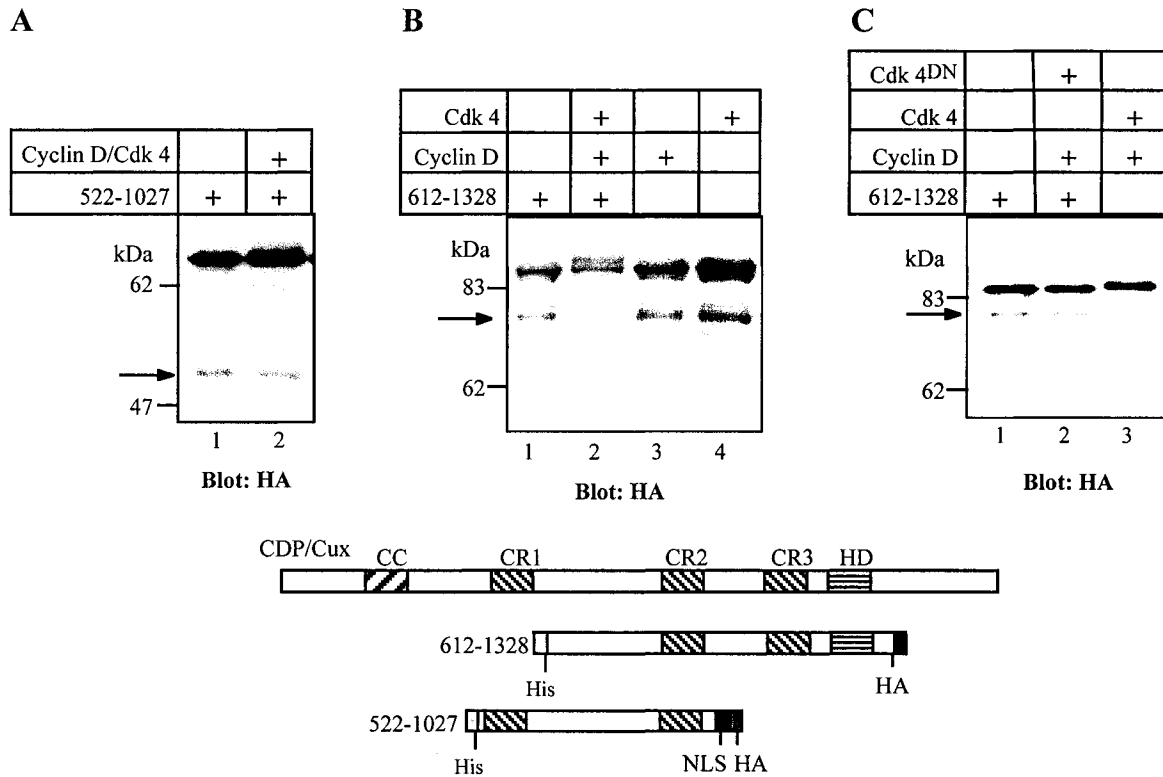 A
Cyclin D/Cdk 4 +
522-1027 + +
kDa
62
47
1 2
Blot: HA
B
Cdk 4 + +
Cyclin D + +
612-1328 + +
kDa
83
62
1 2 3 4
Blot: HA
C
Cdk 4DN +
Cdk 4 +
Cyclin D + +
612-1328 + +
kDa
83
62
1 2 3
Blot: HA
CDP/Cux
CC CR1 CR2 CR3 HD
612-1328
His HA
522-1027
His NLS HA